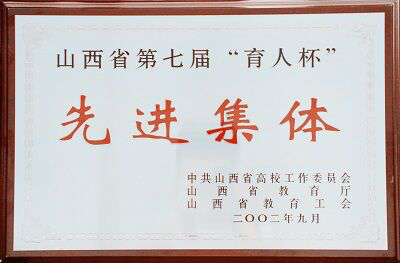 山西省第七届“育人杯”
先进集体
中共山西省高校工作委员会
山西省教育厅
山西省教育工会
二〇〇二年九月